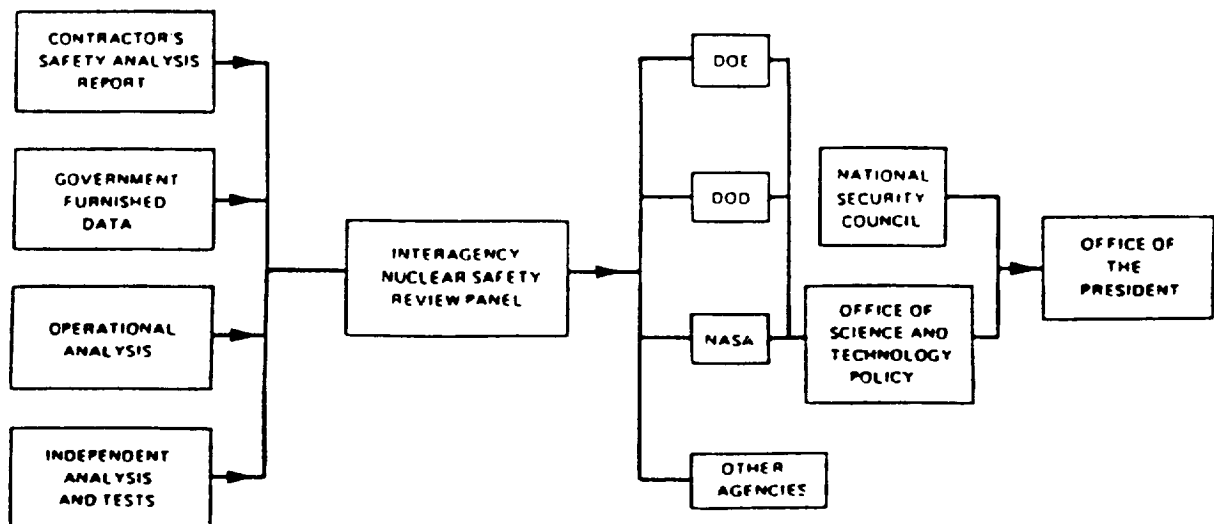 CONTRACTOR'S
SAFETY ANALYSIS
REPORT
GOVERNMENT
FURNISHED
DATA
OPERATIONAL
ANALYSIS
INDEPENDENT
ANALYSIS
AND TESTS
INTERAGENCY
NUCLEAR SAFETY
REVIEW PANEL
DOE
DOD
NASA
OTHER
AGENCIES
NATIONAL
SECURITY
COUNCIL
OFFICE OF
SCIENCE AND
TECHNOLOGY
POLICY
OFFICE OF
THE
PRESIDENT